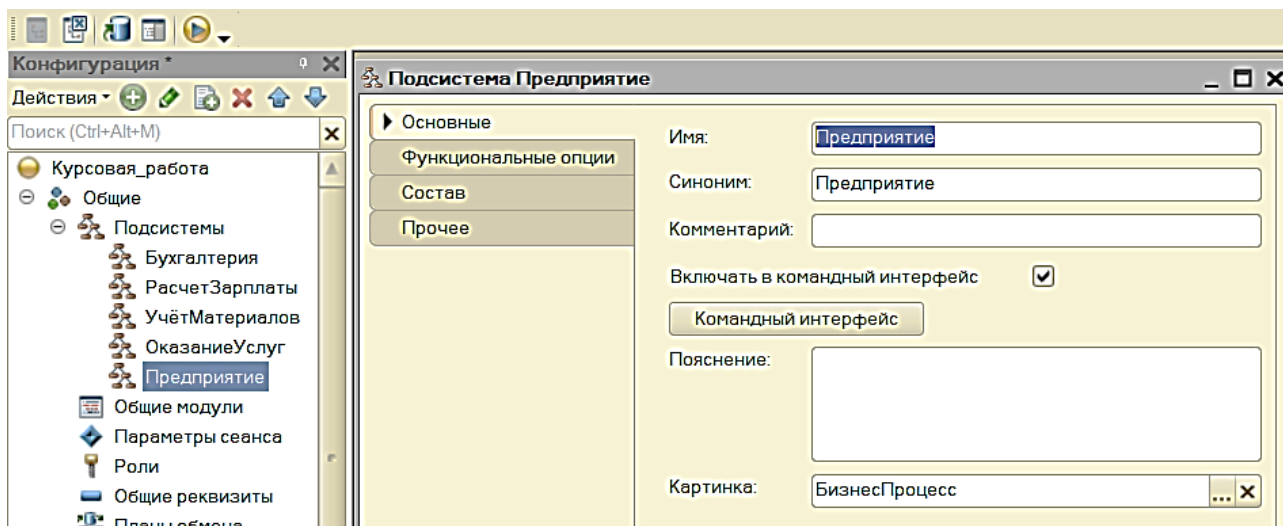 Конфигурация *
Действия
Поиск (Ctrl+Alt+M)
Курсовая_работа
Общие
Подсистемы
Бухгалтерия
РасчетЗарплаты
УчётМатериалов
ОказаниеУслуг
Предприятие
Общие модули
Параметры сеанса
Роли
Общие реквизиты
Планы обмена
Подсистема Предприятие
Основные
Функциональные опции
Состав
Прочее
Имя: Предприятие
Синоним: Предприятие
Комментарий:
Включать в командный интерфейс
Командный интерфейс
Пояснение:
Картинка: БизнесПроцесс ...